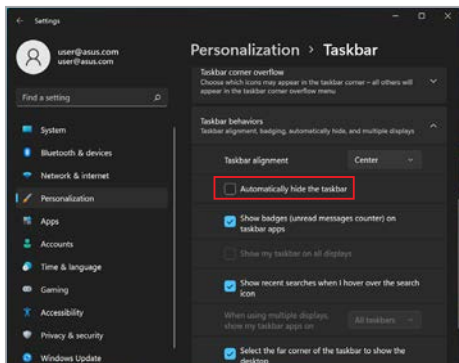 Settings
user@asus.com
user@asus.com
Find a setting
System
Bluetooth & devices
Network & internet
Personalization
Apps
Accounts
Time & language
Gaming
Accessibility
Privacy & security
Windows Update
Personalization > Taskbar
Taskbar corner overflow
Choose which icons may appear in the taskbar corner – all others will
appear in the taskbar corner overflow menu
Taskbar behaviors
Taskbar alignment, badging, automatically hide, and multiple displays
Taskbar alignment
Center
Automatically hide the taskbar
Show badges (unread messages counter) on
taskbar apps
Show my taskbar on all displays
Show recent searches when I hover over the search
icon
When using multiple displays,
show my taskbar apps on
All taskbars
Select the far corner of the taskbar to show the
desktop